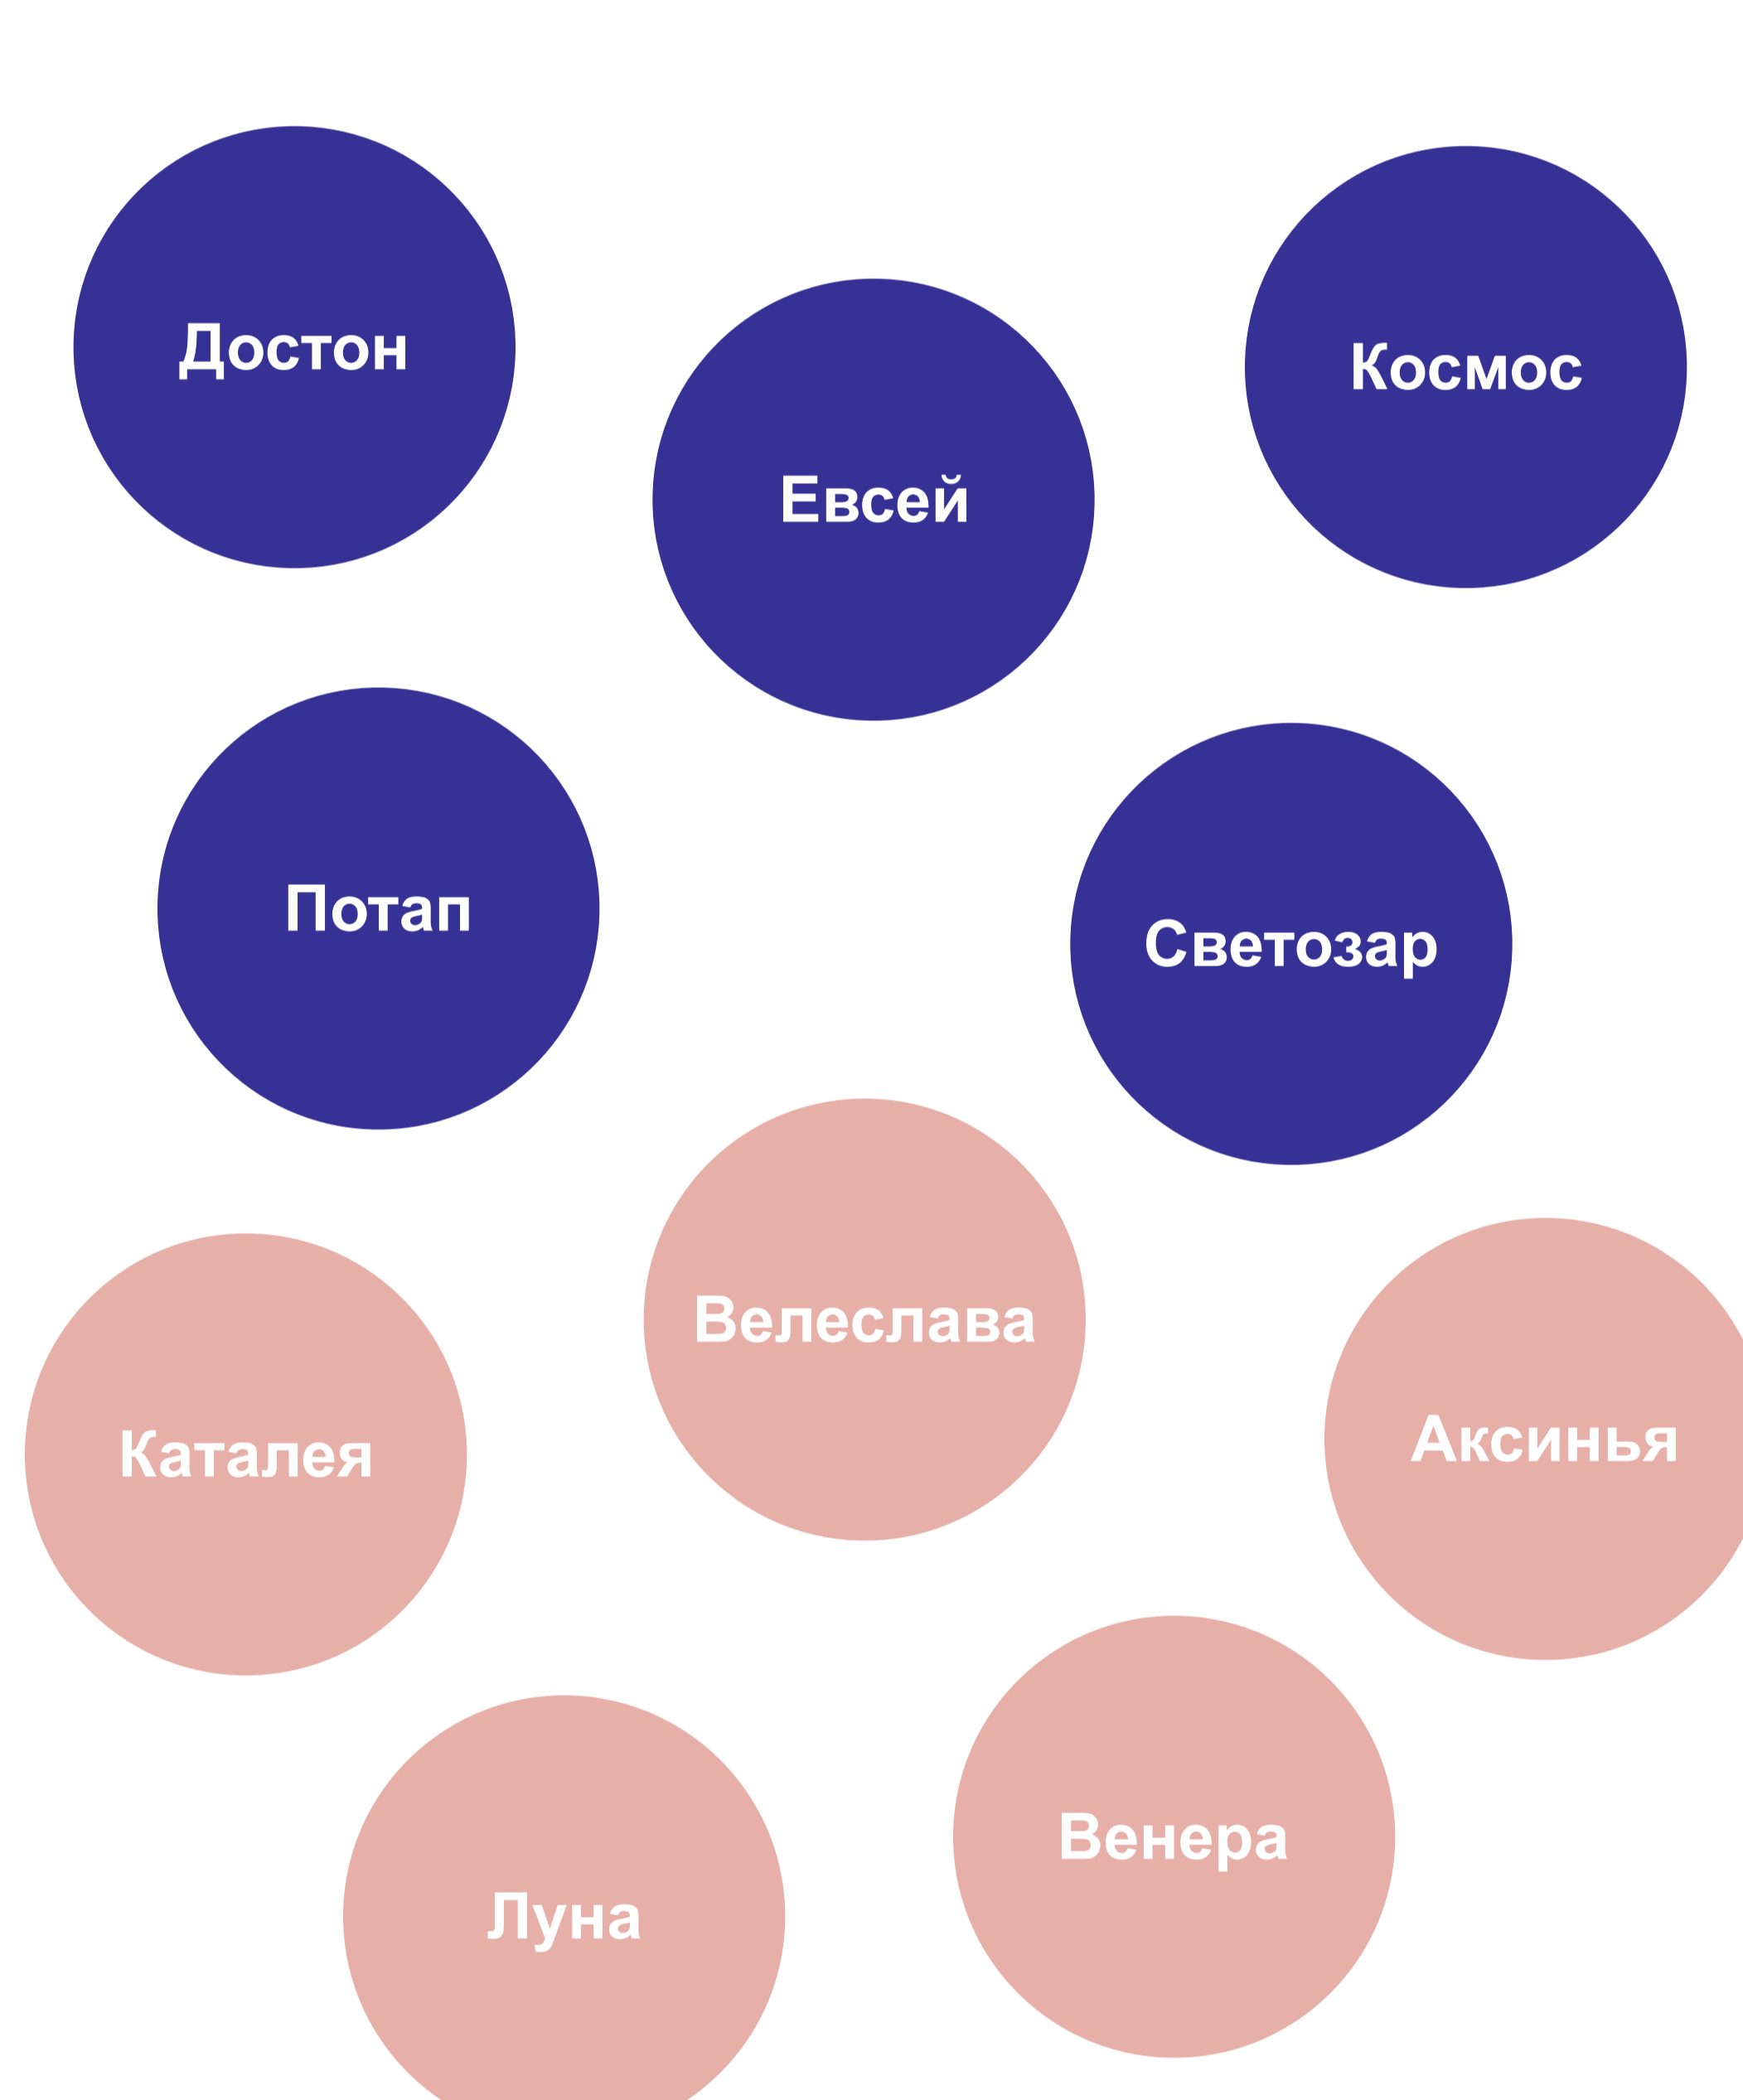 Достон
Космос
Евсей
Потап
Светозар
Велеслава
Каталея
Аксинья
Венера
Луна